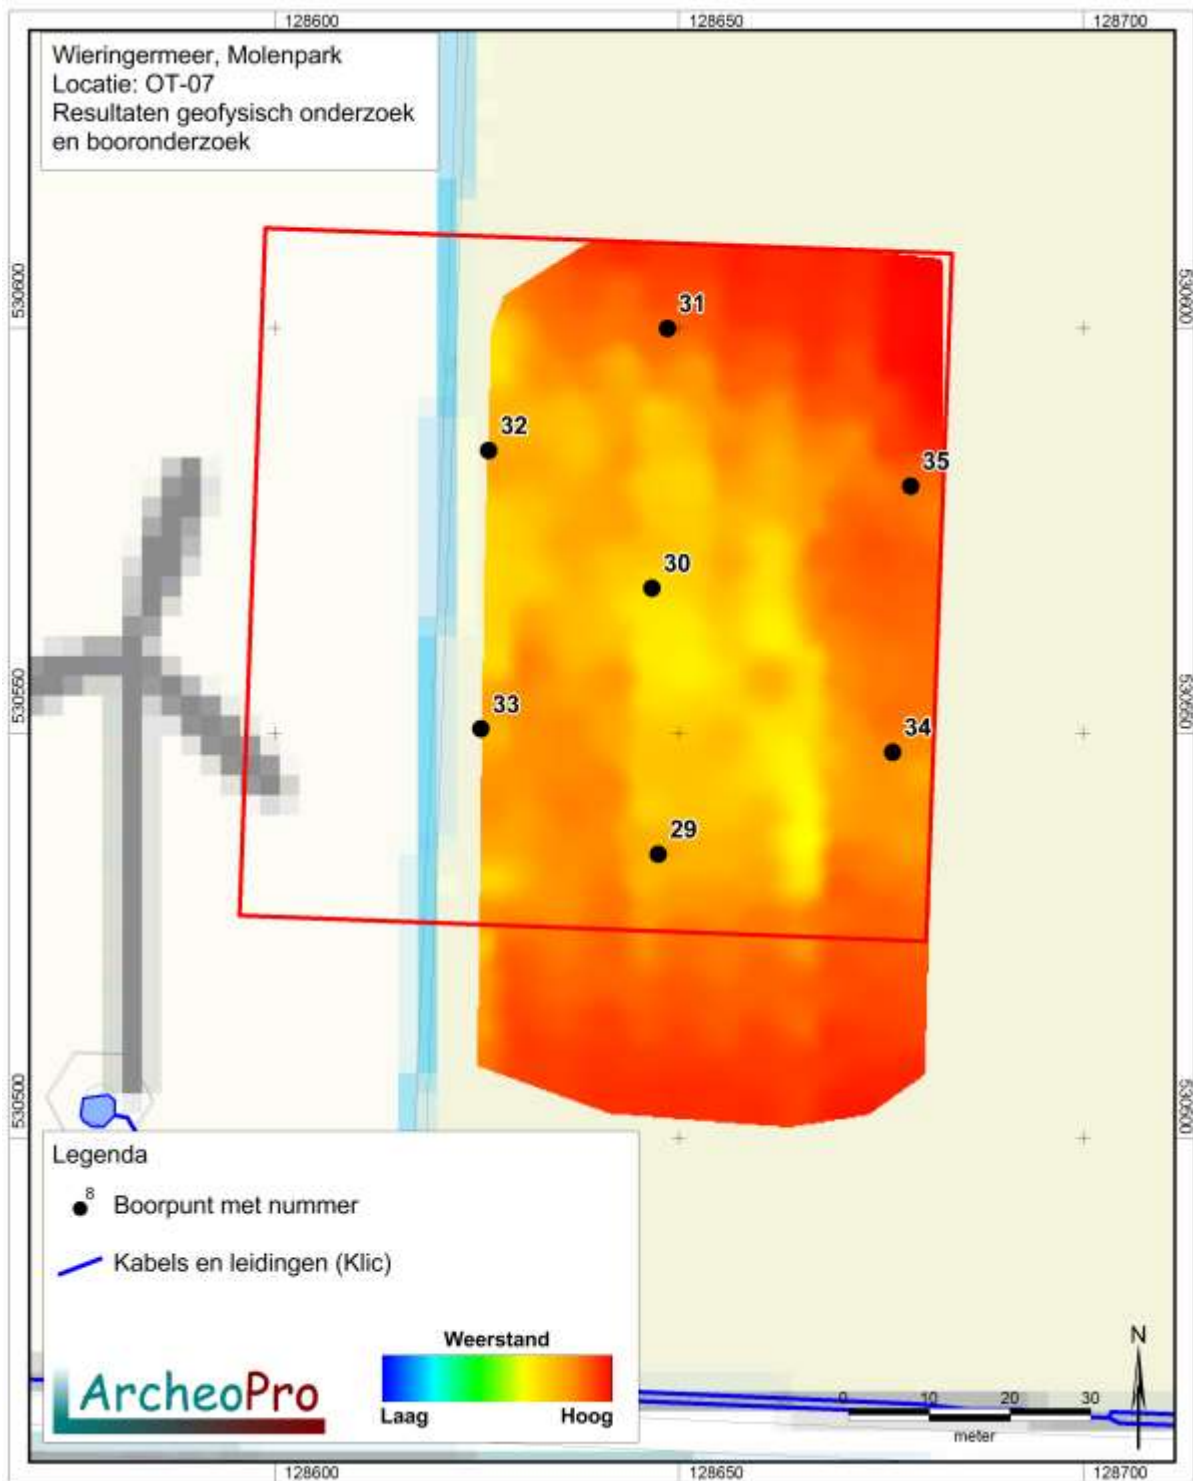 128600
128650
128700
Wieringermeer, Molenpark
Locatie: OT-07
Resultaten geofysisch onderzoek
en booronderzoek
530600
530600
31
32
35
30
530550
530550
33
34
29
530500
530500
Legenda
8
Boorpunt met nummer
Kabels en leidingen (Klic)
Weerstand
Laag
Hoog
ArcheoPro
N
0
10
20
30
meter
128600
128650
128700